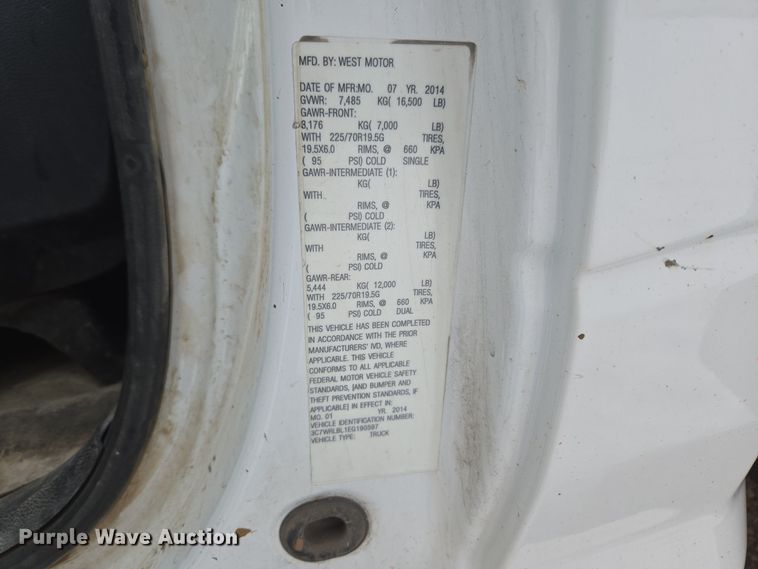 MFD. BY: WEST MOTOR
DATE OF MFR:MO. 07 YR. 2014
GVWR: 7,485 KG( 16,500 LB)
GAWR-FRONT:
3,176 KG( 7,000 LB)
WITH 225/70R19.5G TIRES,
19.5X6.0 RIMS, @ 660 KPA
( 95 PSI) COLD SINGLE
GAWR-INTERMEDIATE (1):
KG( LB)
WITH TIRES,
RIMS, @ KPA
( PSI) COLD
GAWR-INTERMEDIATE (2):
KG( LB)
WITH TIRES,
RIMS, @ KPA
( PSI) COLD
GAWR-REAR:
5,444 KG( 12,000 LB)
WITH 225/70R19.5G TIRES,
19.5X6.0 RIMS, @ 660 KPA
( 95 PSI) COLD DUAL
THIS VEHICLE HAS BEEN COMPLETED
IN ACCORDANCE WITH THE PRIOR
MANUFACTURERS' IVD, WHERE
APPLICABLE. THIS VEHICLE
CONFORMS TO ALL APPLICABLE
FEDERAL MOTOR VEHICLE SAFETY
STANDARDS, [AND BUMPER AND
THEFT PREVENTION STANDARDS, IF
APPLICABLE] IN EFFECT IN:
MO. 01 YR. 2014
VEHICLE IDENTIFICATION NUMBER:
3C7WRLBL1EG190597
VEHICLE TYPE: TRUCK
Purple Wave Auction
purplewave.com